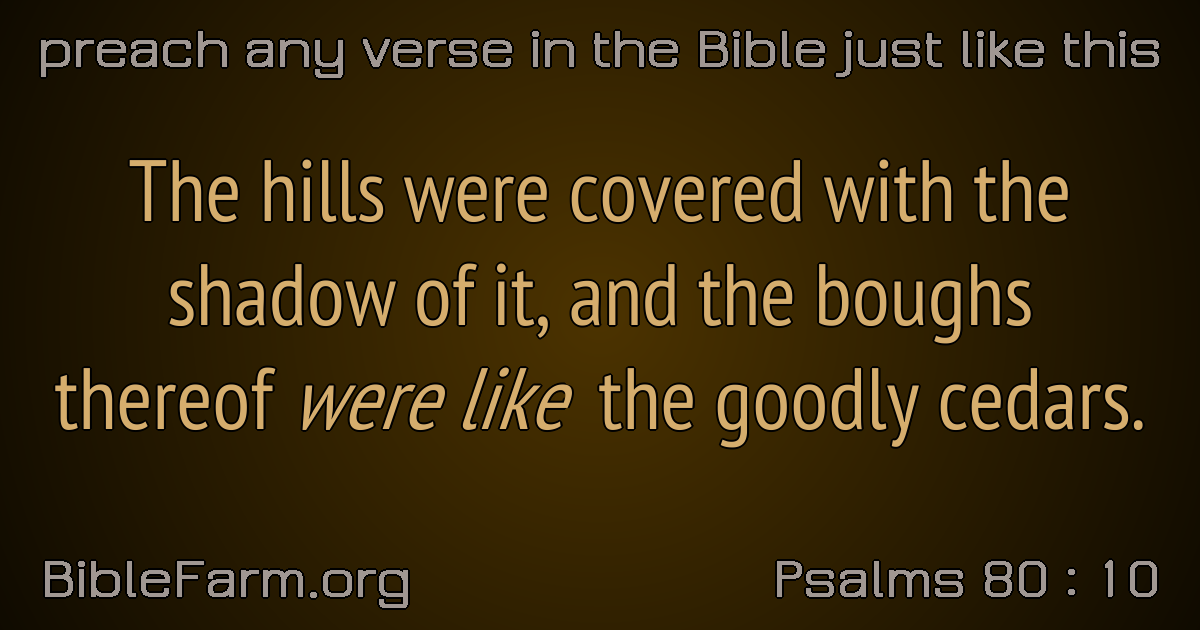 preach any verse in the Bible just like this
The hills were covered with the
shadow of it, and the boughs
thereof were like the goodly cedars.
BibleFarm.org
Psalms 80 : 10